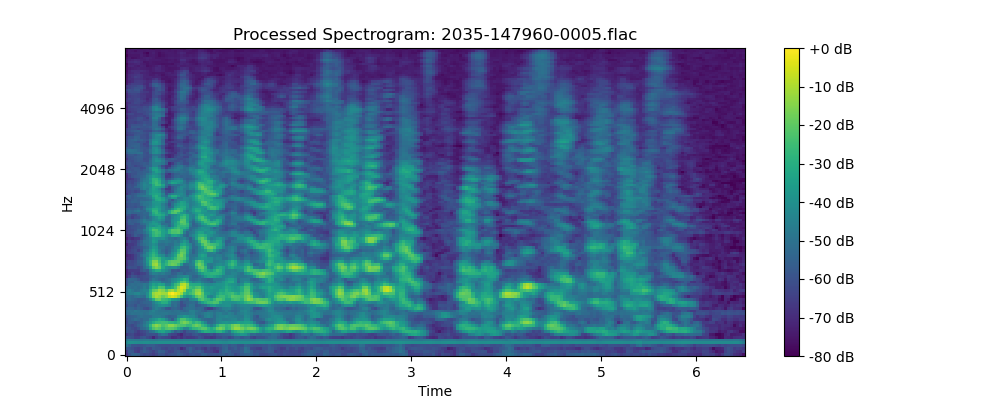 Processed Spectrogram: 2035-147960-0005.flac
Hz
4096
2048
1024
512
0
0 1 2 3 4 5 6
Time
+0 dB
-10 dB
-20 dB
-30 dB
-40 dB
-50 dB
-60 dB
-70 dB
-80 dB